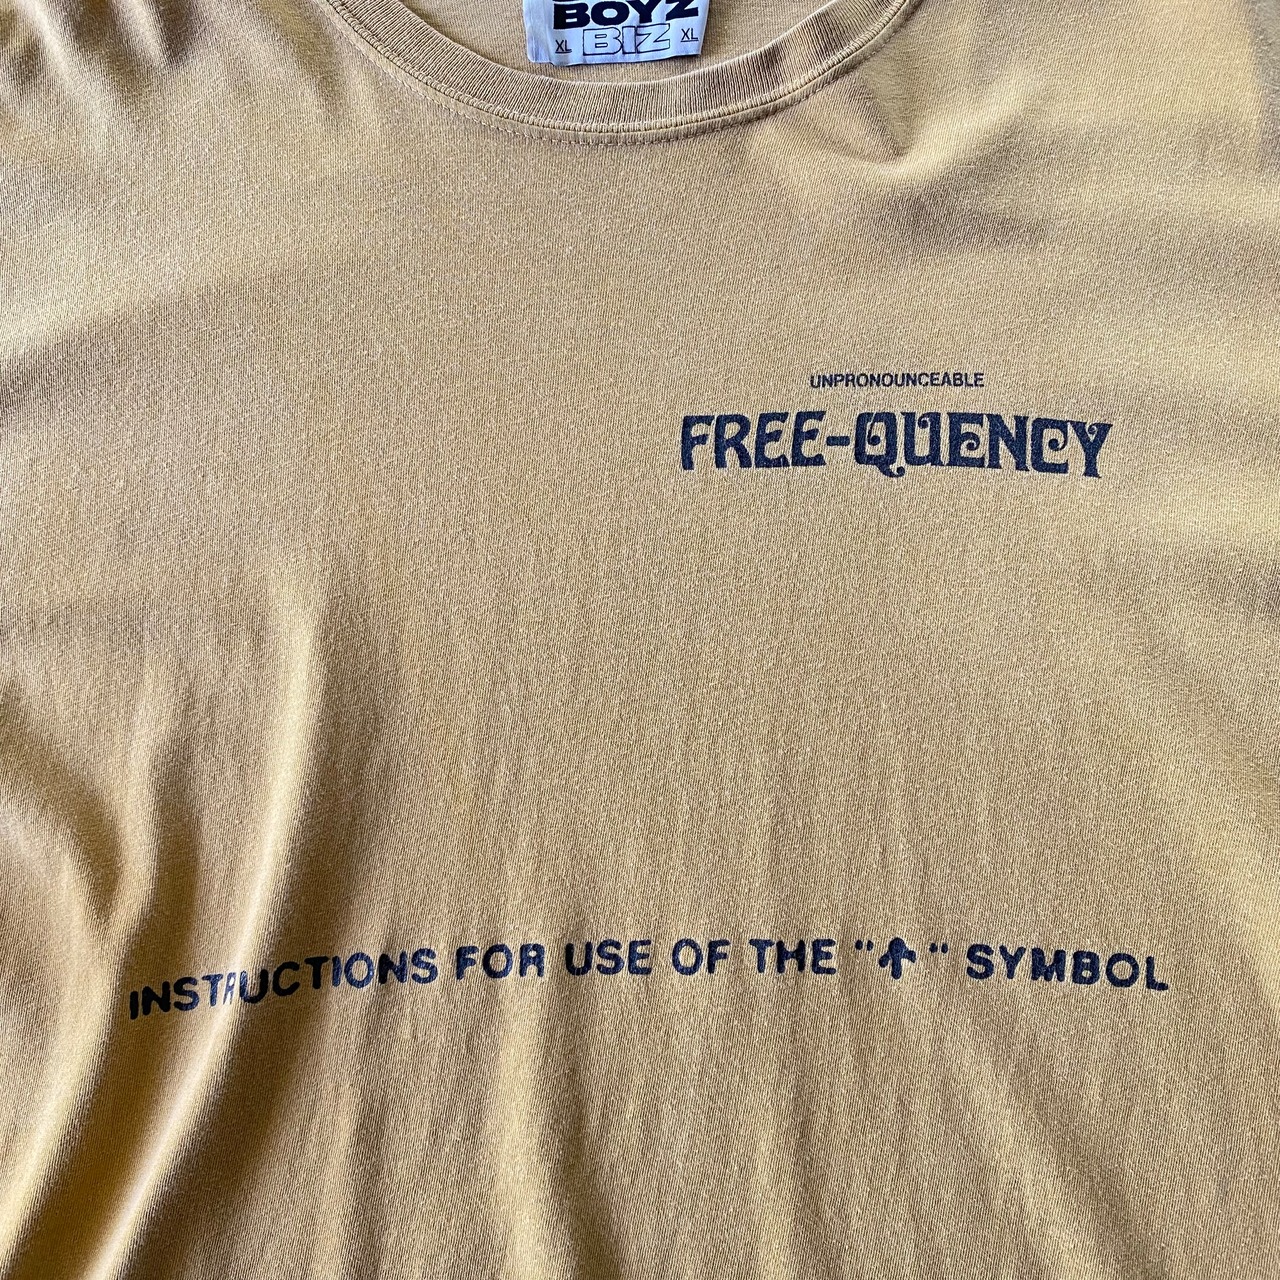 BOYZ
XL BIZ XL
UNPRONOUNCEABLE
FREE-QUENCY
INSTRUCTIONS FOR USE OF THE "↑" SYMBOL